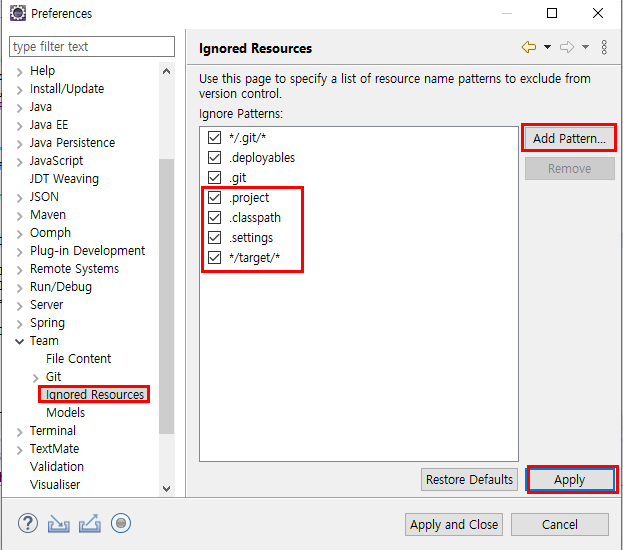 Preferences
type filter text
Help
Install/Update
Java
Java EE
Java Persistence
JavaScript
JDT Weaving
JSON
Maven
Oomph
Plug-in Development
Remote Systems
Run/Debug
Server
Spring
Team
File Content
Git
Ignored Resources
Models
Terminal
TextMate
Validation
Visualiser
Ignored Resources
Use this page to specify a list of resource name patterns to exclude from
version control.
Ignore Patterns:
*/.git/*
.deployables
.git
.project
.classpath
.settings
*/target/*
Add Pattern...
Remove
Restore Defaults
Apply
Apply and Close
Cancel